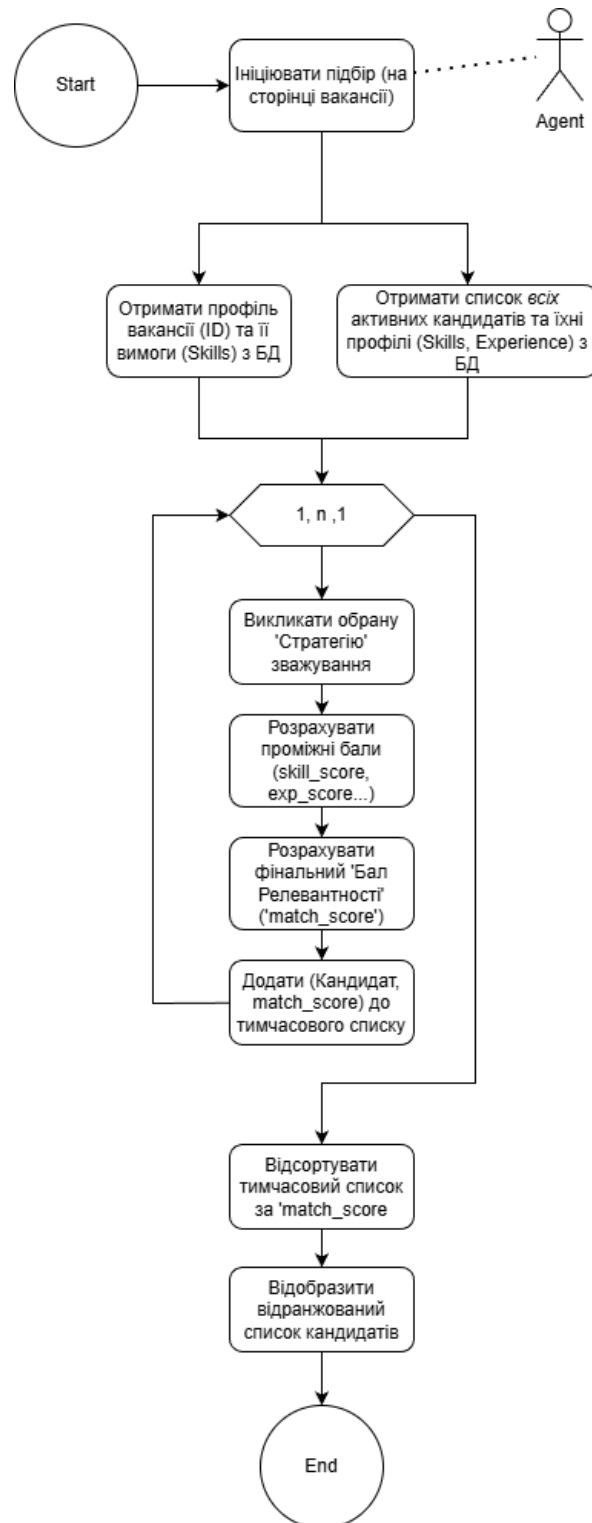 Start
Ініціювати підбір (на
сторінці вакансії)
Agent
Отримати профіль
вакансії (ID) та її
вимоги (Skills) з БД
Отримати список всіх
активних кандидатів та їхні
профілі (Skills, Experience) з
БД
1, n ,1
Викликати обрану
'Стратегію'
зважування
Розрахувати
проміжні бали
(skill_score,
exp_score...)
Розрахувати
фінальний 'Бал
Релевантності'
('match_score')
Додати (Кандидат,
match_score) до
тимчасового списку
Відсортувати
тимчасовий список
за 'match_score
Відобразити
відранжований
список кандидатів
End